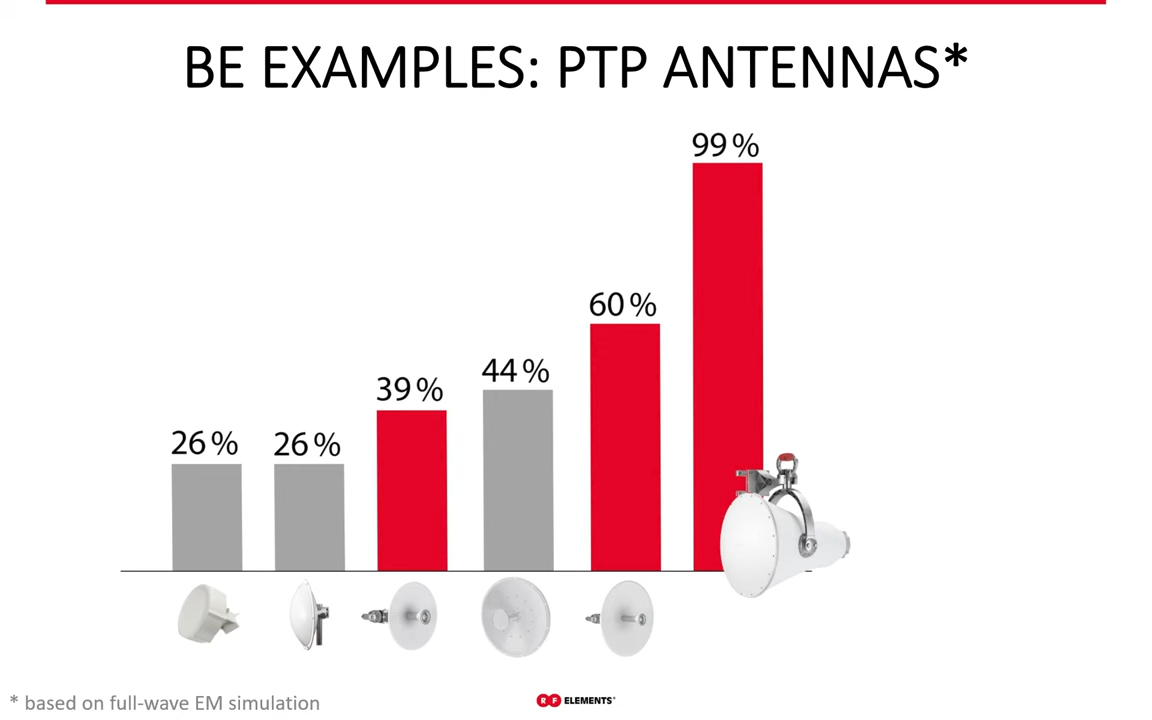 BE EXAMPLES: PTP ANTENNAS*
99%
60%
44%
39%
26%
26%
* based on full-wave EM simulation
RF ELEMENTS®